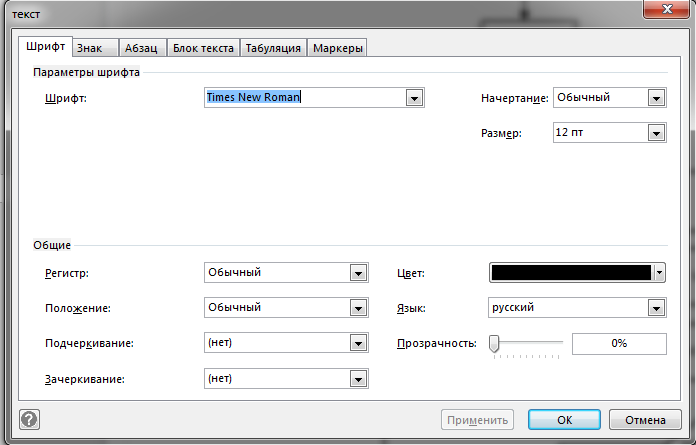 текст
Шрифт Знак Абзац Блок текста Табуляция Маркеры
Параметры шрифта
Шрифт: Times New Roman Начертание: Обычный
Размер: 12 пт
Общие
Регистр: Обычный Цвет:
Положение: Обычный Язык: русский
Подчеркивание: (нет) Прозрачность: 0%
Зачеркивание: (нет)
? Применить ОК Отмена